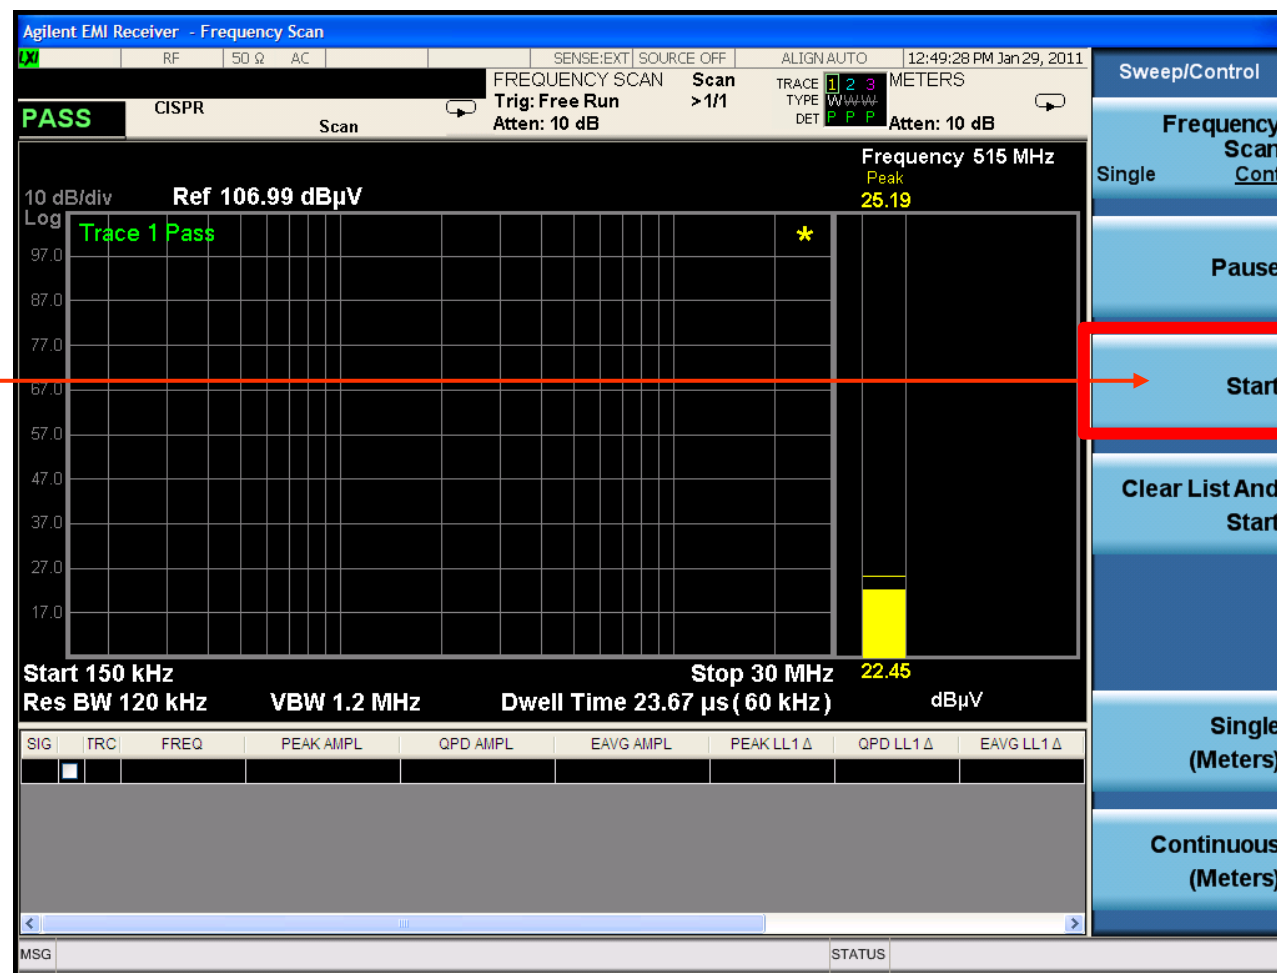 Agilent EMI Receiver - Frequency Scan
LXI RF 50 Ω AC SENSE:EXT SOURCE OFF ALIGN AUTO 12:49:28 PM Jan 29, 2011
FREQUENCY SCAN Scan TRACE 1 2 3 METERS
PASS CISPR Trig: Free Run >1/1 TYPE W W W
Scan Atten: 10 dB DET P P P Atten: 10 dB
Frequency 515 MHz
Peak
10 dB/div Ref 106.99 dBµV 25.19
Log
Trace 1 Pass *
97.0
87.0
77.0
67.0
57.0
47.0
37.0
27.0
17.0
Start 150 kHz Stop 30 MHz 22.45
Res BW 120 kHz VBW 1.2 MHz Dwell Time 23.67 µs ( 60 kHz ) dBµV
SIG TRC FREQ PEAK AMPL QPD AMPL EAVG AMPL PEAK LL1 Δ QPD LL1 Δ EAVG LL1 Δ
MSG STATUS
Sweep/Control
Frequency
Scan
Single Cont
Pause
Start
Clear List And
Start
Single
(Meters)
Continuous
(Meters)